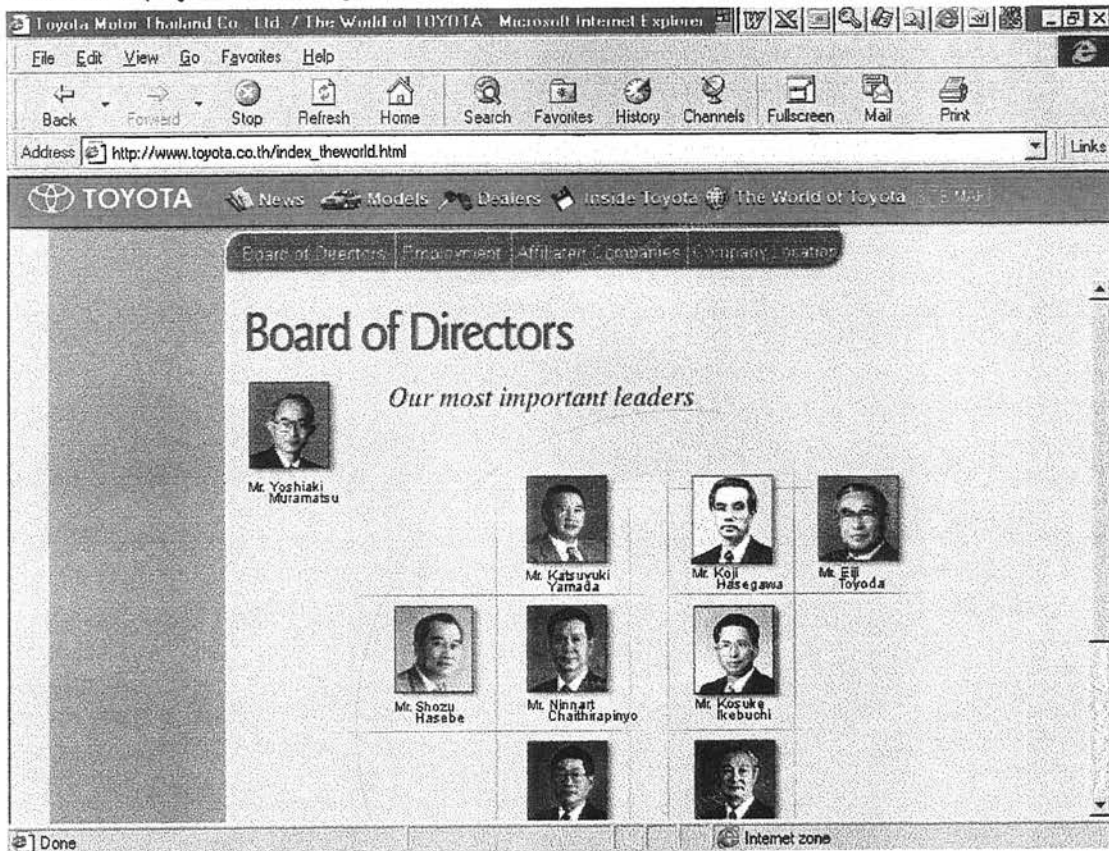 Toyota Motor Thailand Co., Ltd. / The World of TOYOTA - Microsoft Internet Explorer
File Edit View Go Favorites Help
Back Forward Stop Refresh Home Search Favorites History Channels Fullscreen Mail Print
Address http://www.toyota.co.th/index_theworld.html Links
TOYOTA News Models Dealers Inside Toyota The World of Toyota SITE MAP
Board of Directors Employment Affiliated Companies Company Location
Board of Directors
Our most important leaders
Mr. Yoshiaki
Muramatsu
Mr. Katsuyuki
Yamada
Mr. Koji
Hasegawa
Mr. Eiji
Toyoda
Mr. Shozu
Hasebe
Mr. Ninnart
Chaithirapinyo
Mr. Kosuke
Ikebuchi
Done Internet zone